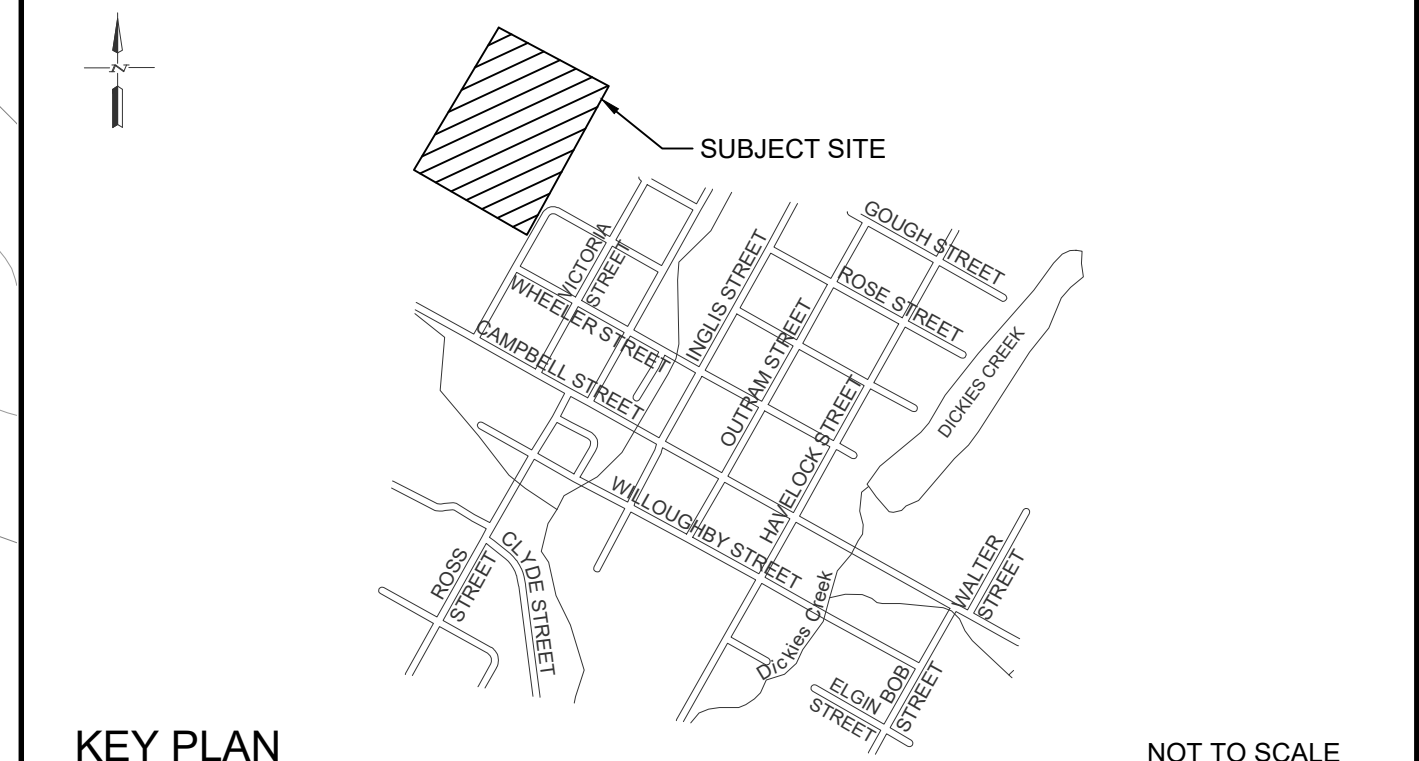 N
SUBJECT SITE
GOUGH STREET
VICTORIA
STREET
INGLIS STREET
ROSE STREET
WHEELER STREET
OUTRAM STREET
DICKIES CREEK
CAMPBELL STREET
HAVELOCK STREET
WILLOUGHBY STREET
ROSS
STREET
CLYDE STREET
WALTER
STREET
Dickies Creek
BOB
STREET
ELGIN
STREET
KEY PLAN
NOT TO SCALE